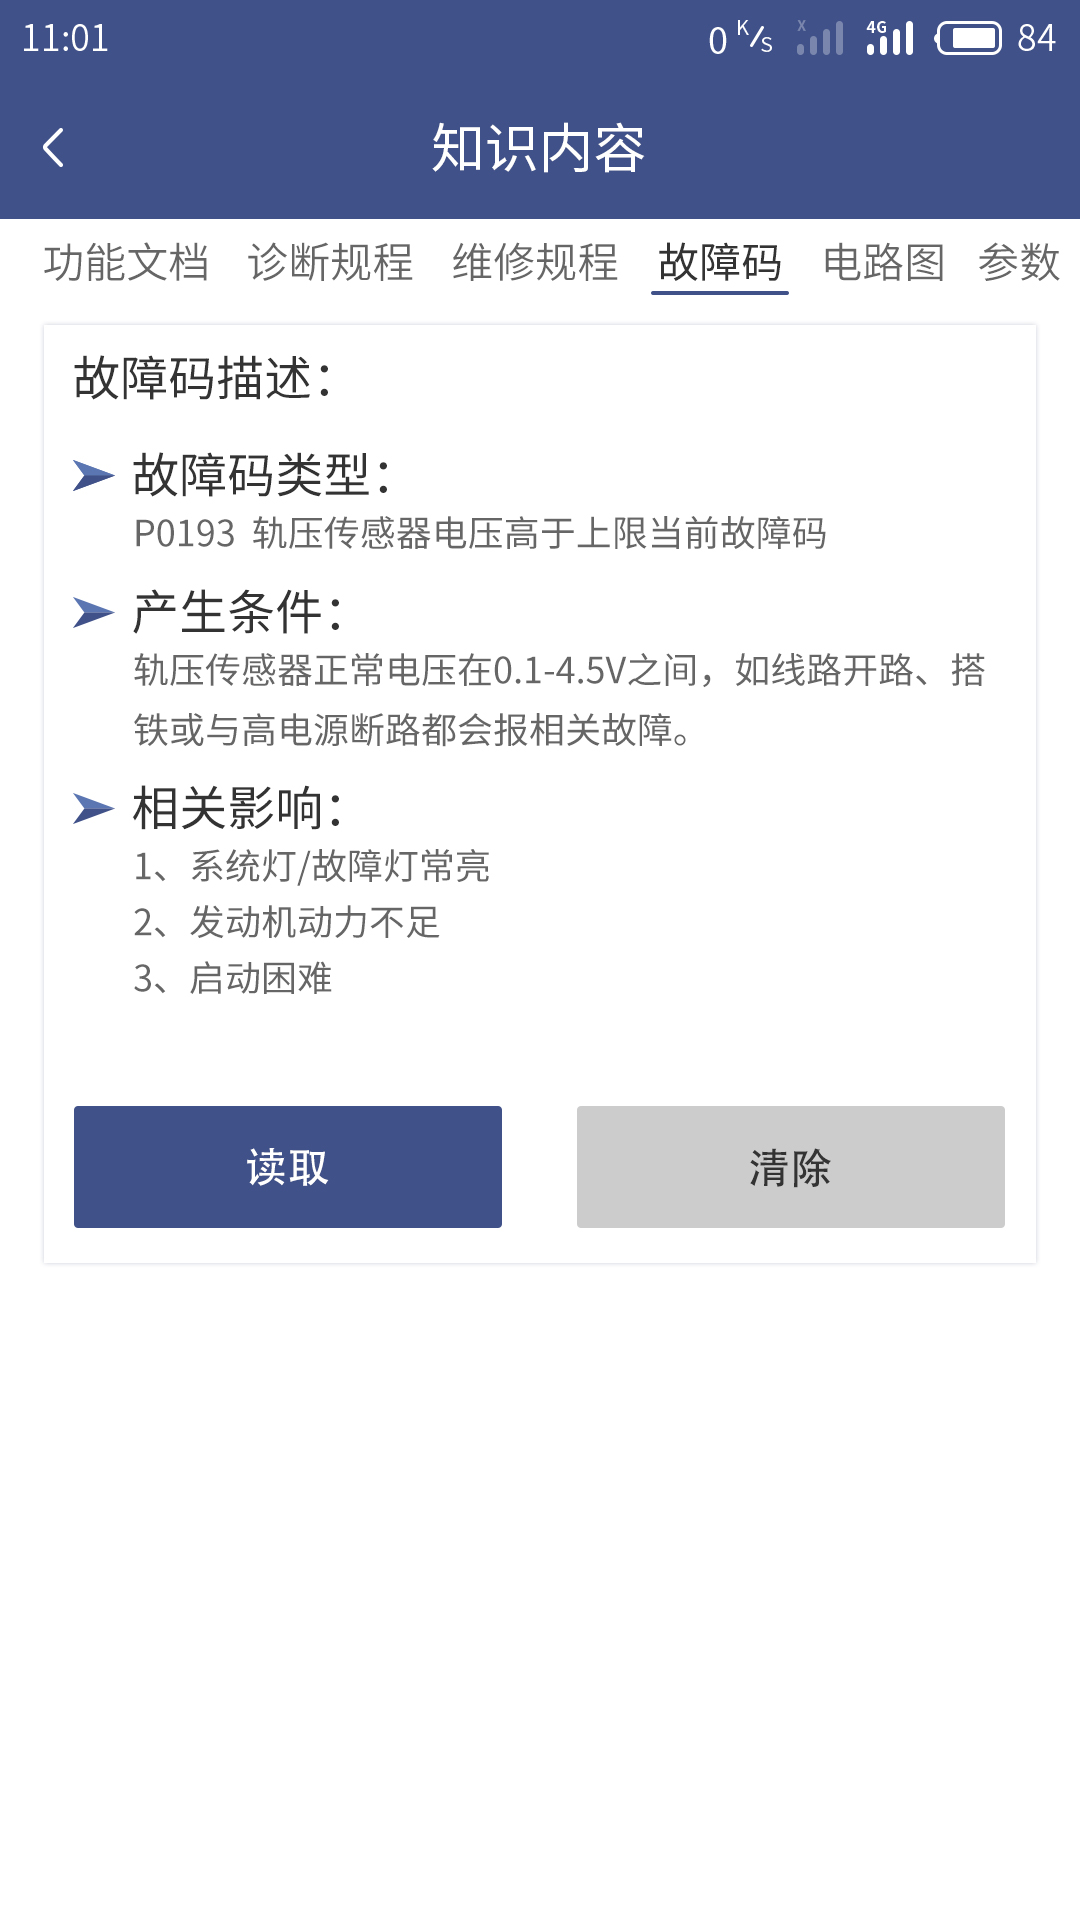 11:01
0 K/S X 4G 84
知识内容
功能文档 诊断规程 维修规程 故障码 电路图 参数
故障码描述：
故障码类型：
P0193 轨压传感器电压高于上限当前故障码
产生条件：
轨压传感器正常电压在0.1-4.5V之间，如线路开路、搭
铁或与高电源断路都会报相关故障。
相关影响：
1、系统灯/故障灯常亮
2、发动机动力不足
3、启动困难
读取 清除